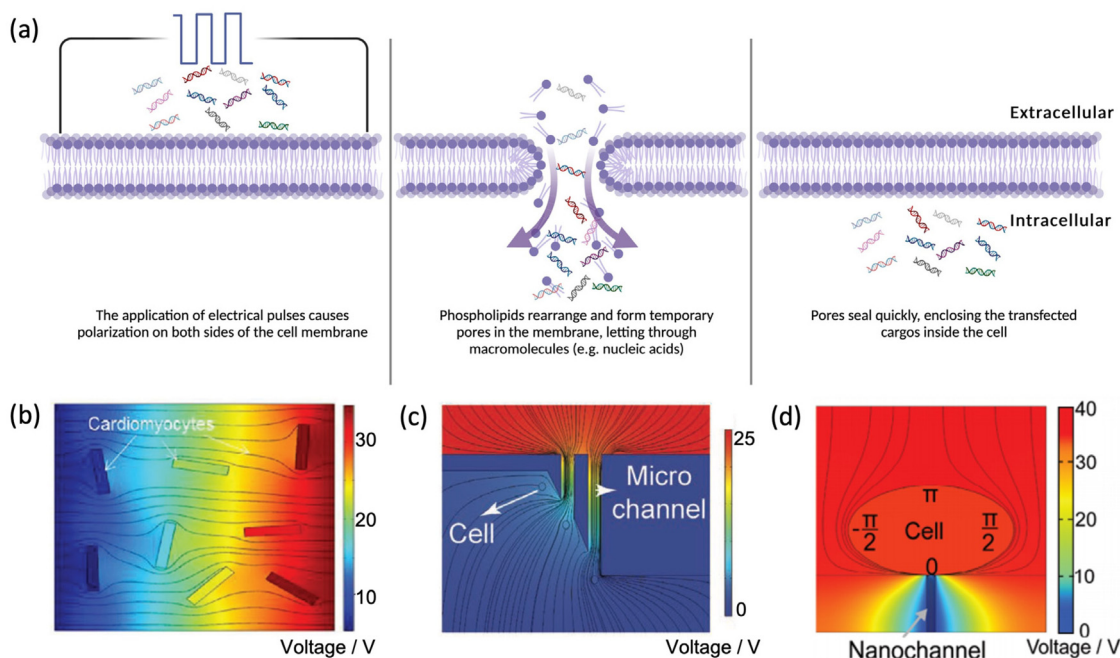 (a)
Extracellular
Intracellular
The application of electrical pulses causes
polarization on both sides of the cell membrane
Phospholipids rearrange and form temporary
pores in the membrane, letting through
macromolecules (e.g. nucleic acids)
Pores seal quickly, enclosing the transfected
cargos inside the cell
(b)
Cardiomyocytes
30
20
10
Voltage / V
(c)
Cell
Micro
channel
25
0
Voltage / V
(d)
π
-π/2
Cell
π/2
0
Nanochannel
40
30
20
10
0
Voltage / V